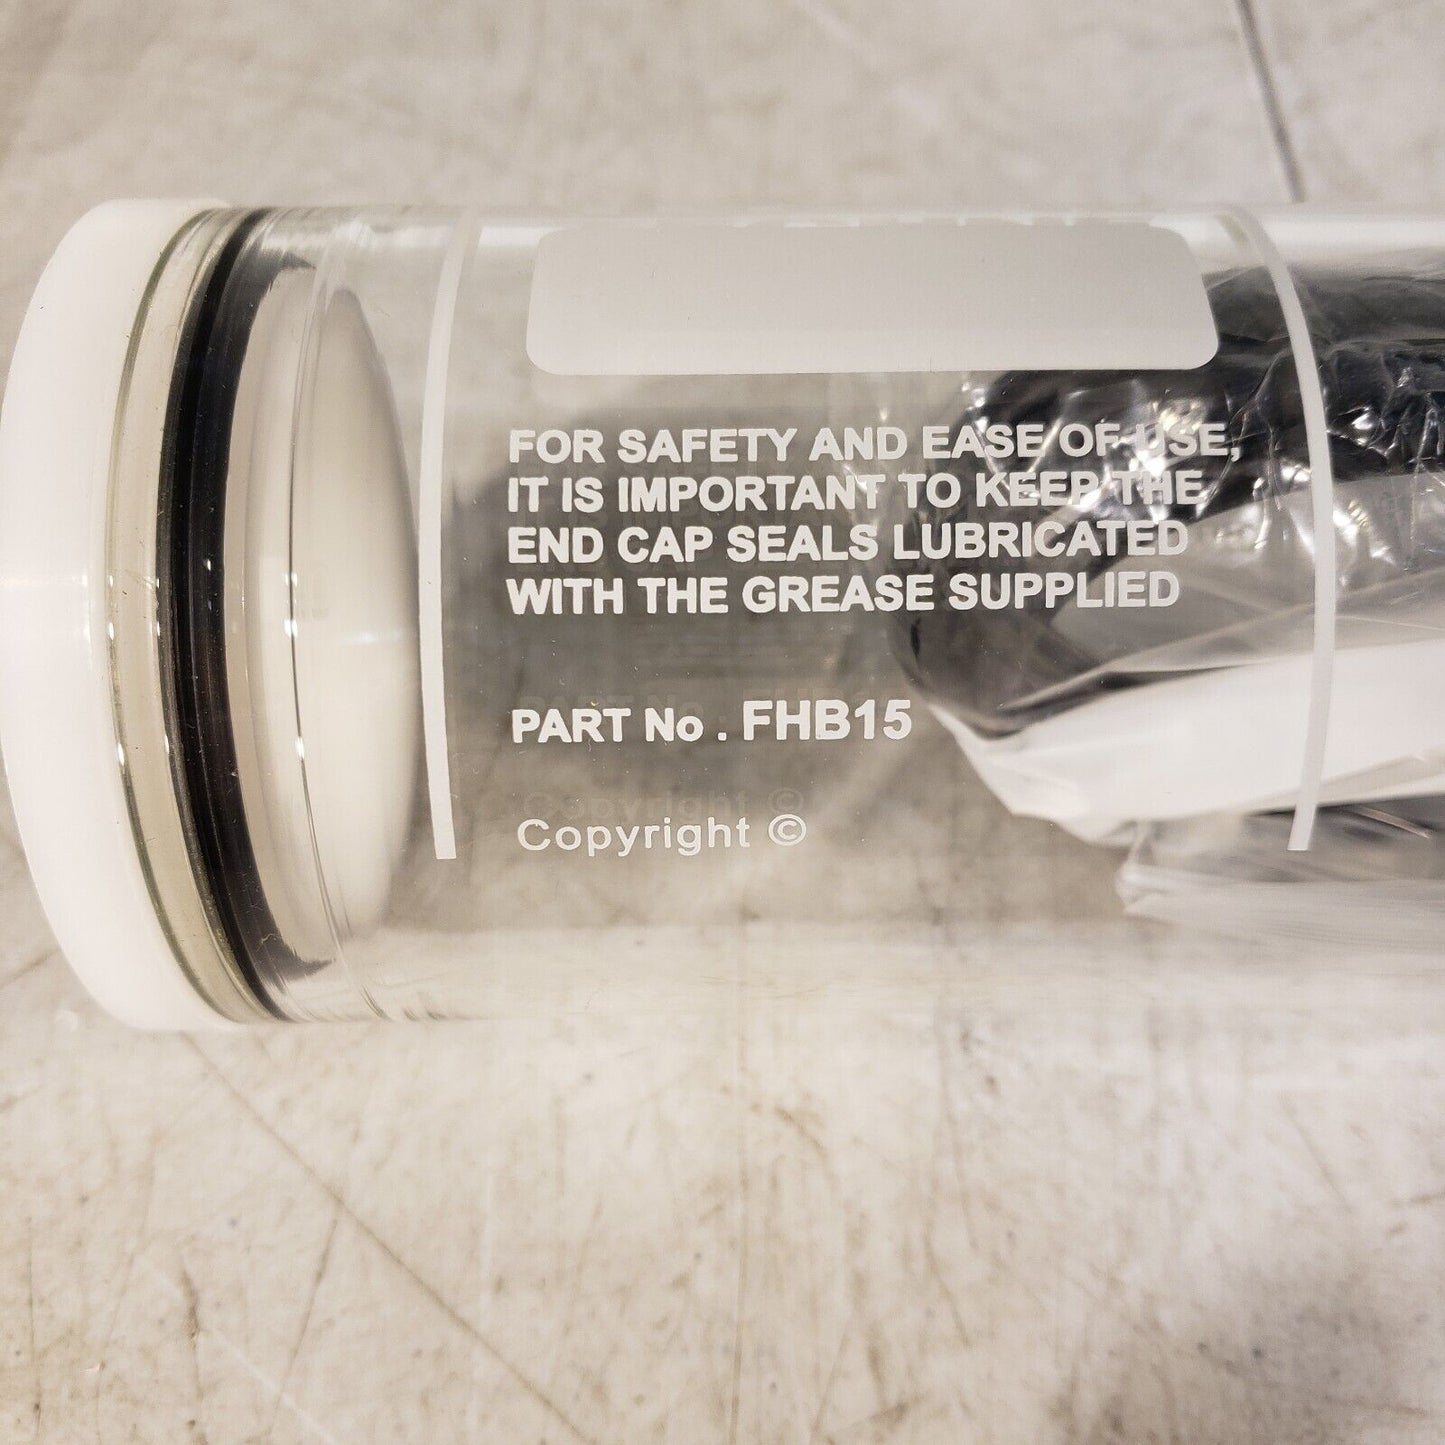 FOR SAFETY AND EASE OF USE,
IT IS IMPORTANT TO KEEP THE
END CAP SEALS LUBRICATED
WITH THE GREASE SUPPLIED
PART No . FHB15
Copyright ©